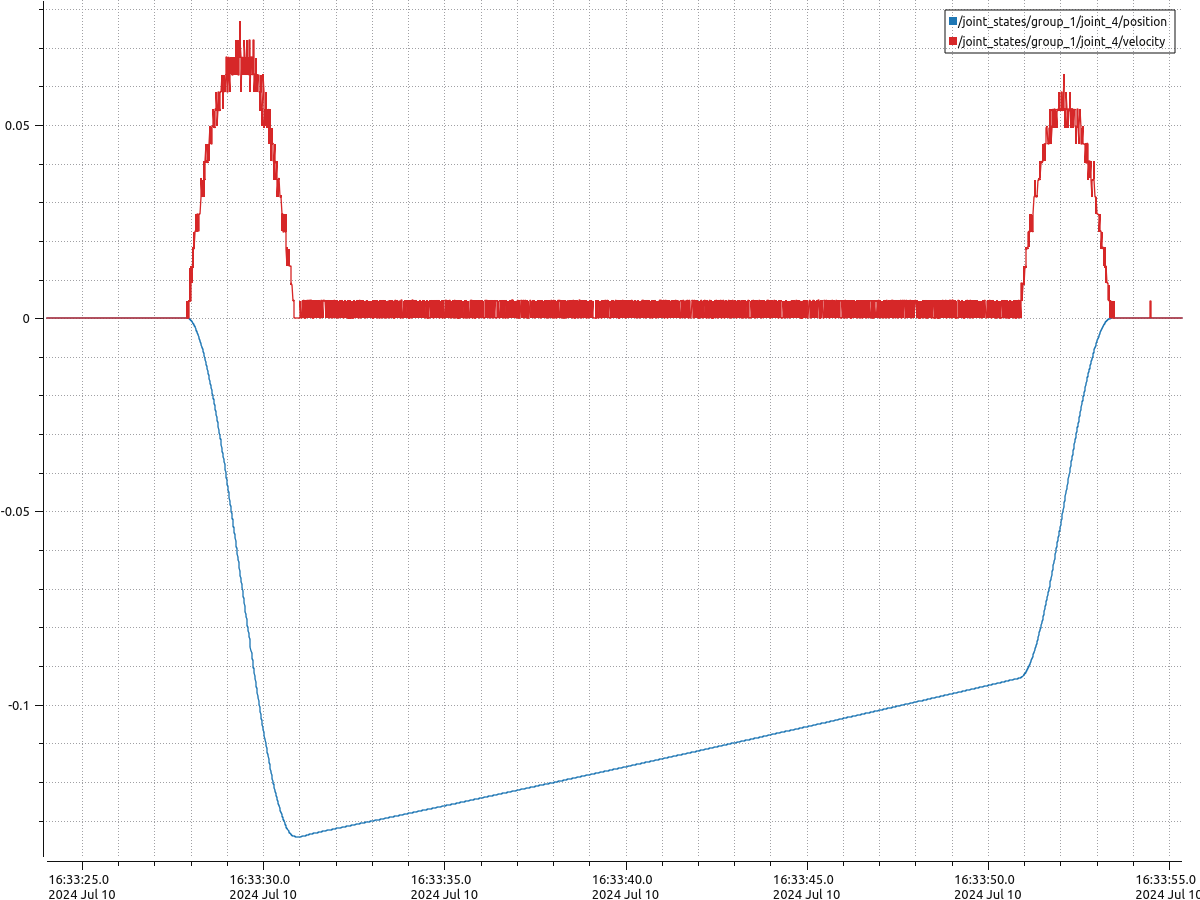 /joint_states/group_1/joint_4/position
/joint_states/group_1/joint_4/velocity
0.05
0
-0.05
-0.1
16:33:25.0 16:33:30.0 16:33:35.0 16:33:40.0 16:33:45.0 16:33:50.0 16:33:55.0
2024 Jul 10 2024 Jul 10 2024 Jul 10 2024 Jul 10 2024 Jul 10 2024 Jul 10 2024 Jul 10